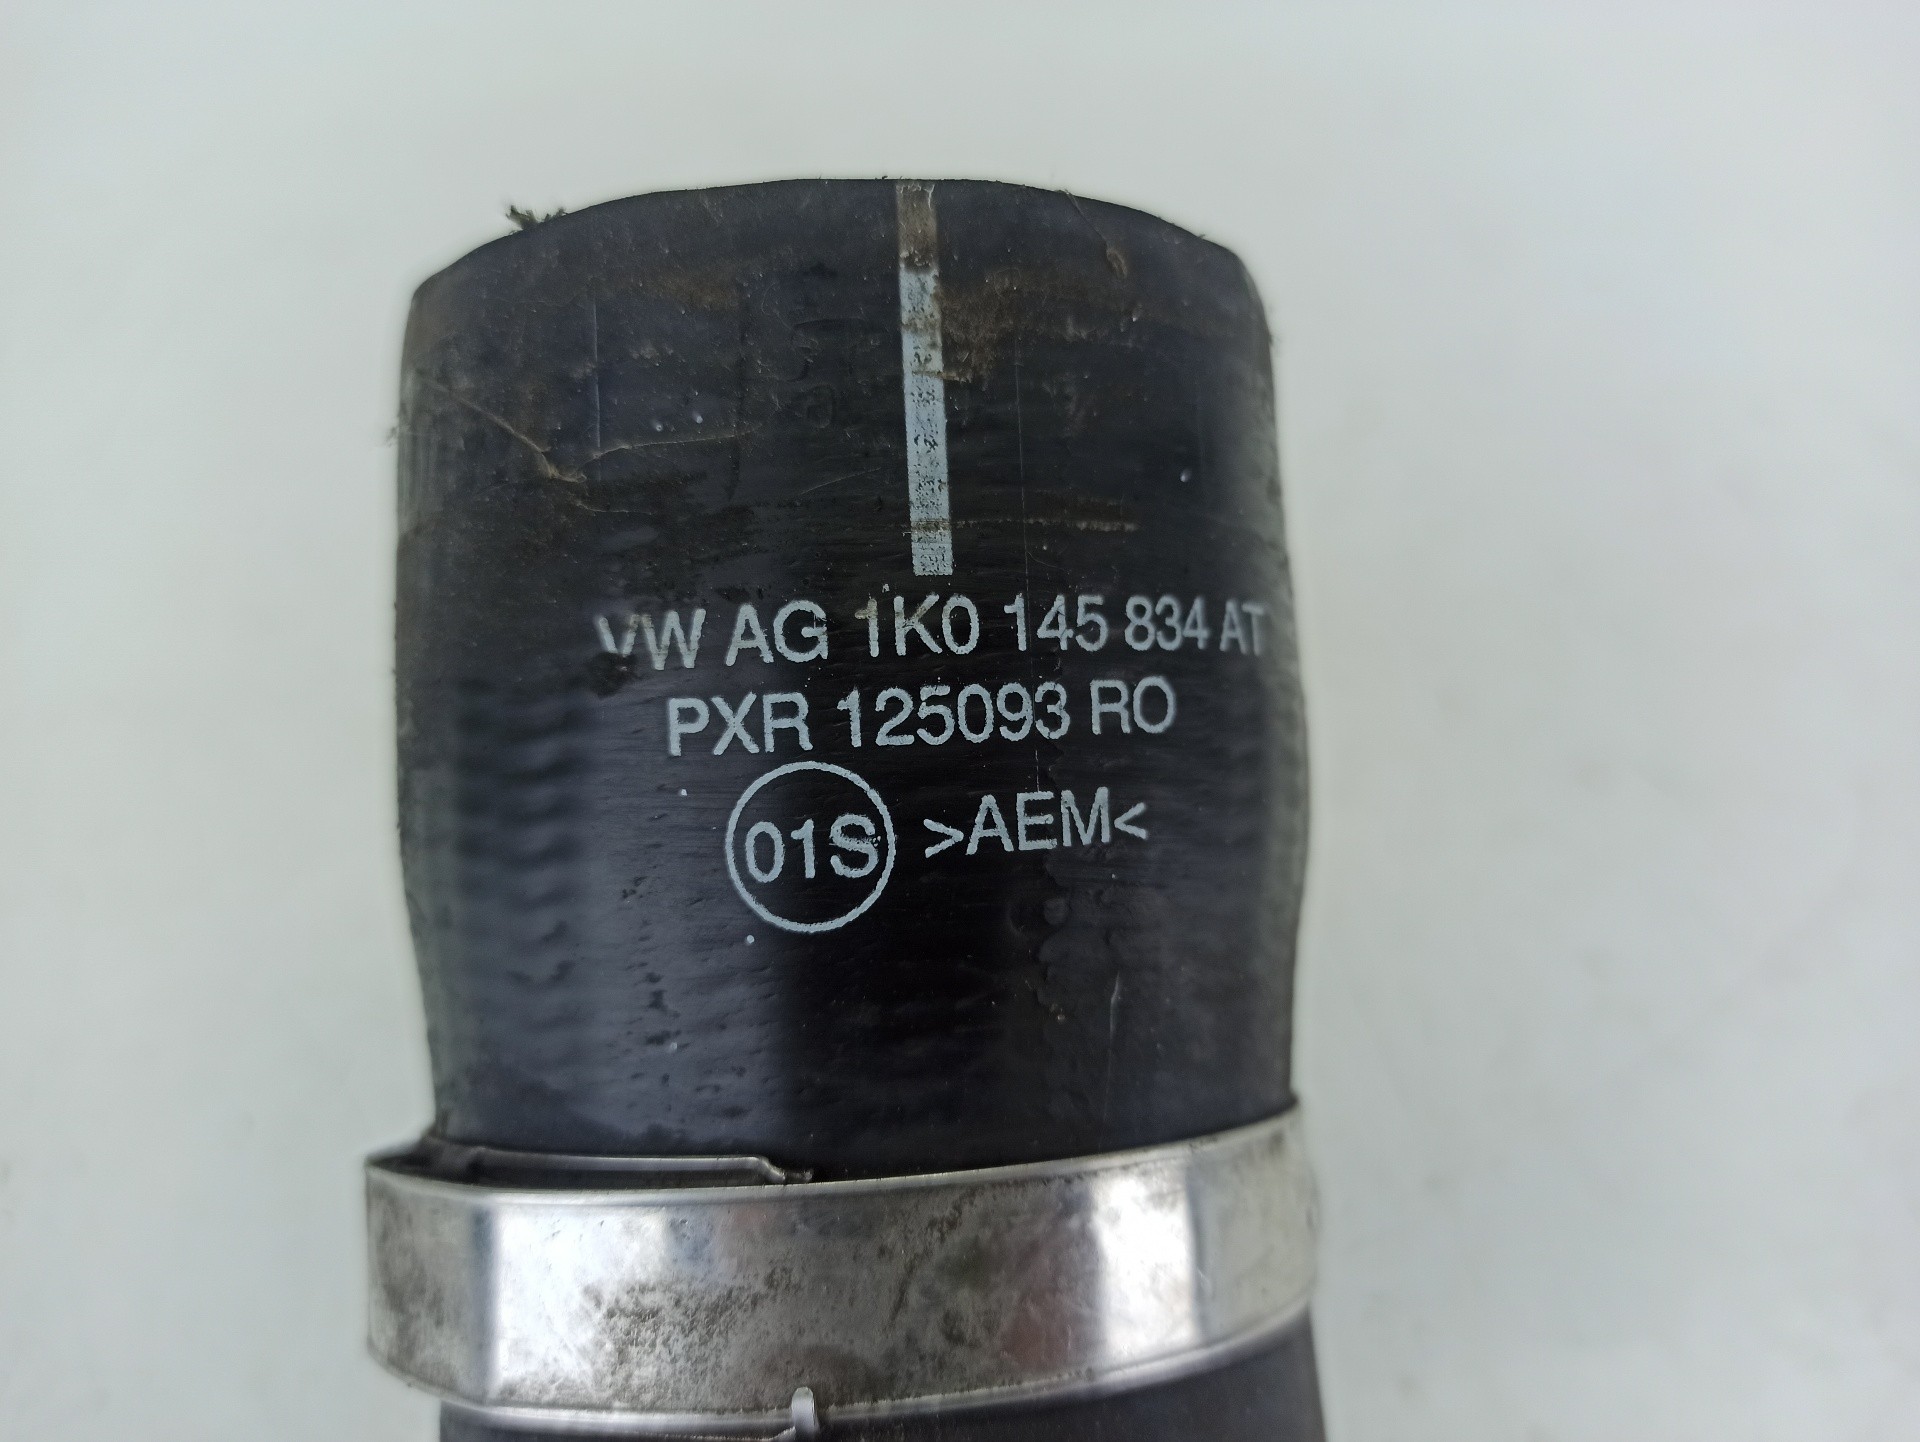 VW AG 1K0 145 834 AT
PXR 125093 RO
01S >AEM<